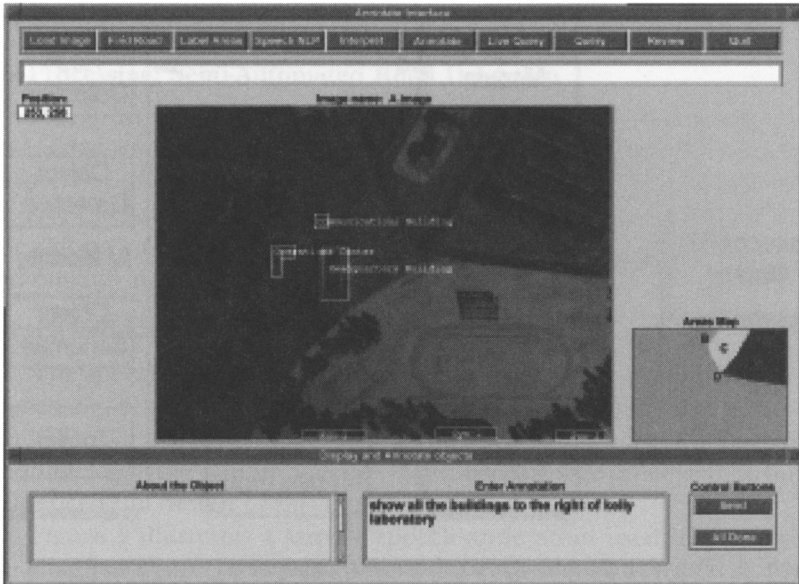 Annotate Interface
Load Image Find Road Label Areas Speech NLP Interpret Annotate Live Query Query Review Quit
Position:
Image name: A image
Communications Building
Operations Center
Headquarters Building
Areas Map
B
C
D
Display and Annotate objects
About the Object
Enter Annotation
Control Buttons
show all the buildings to the right of kelly
laboratory
Send
All Done